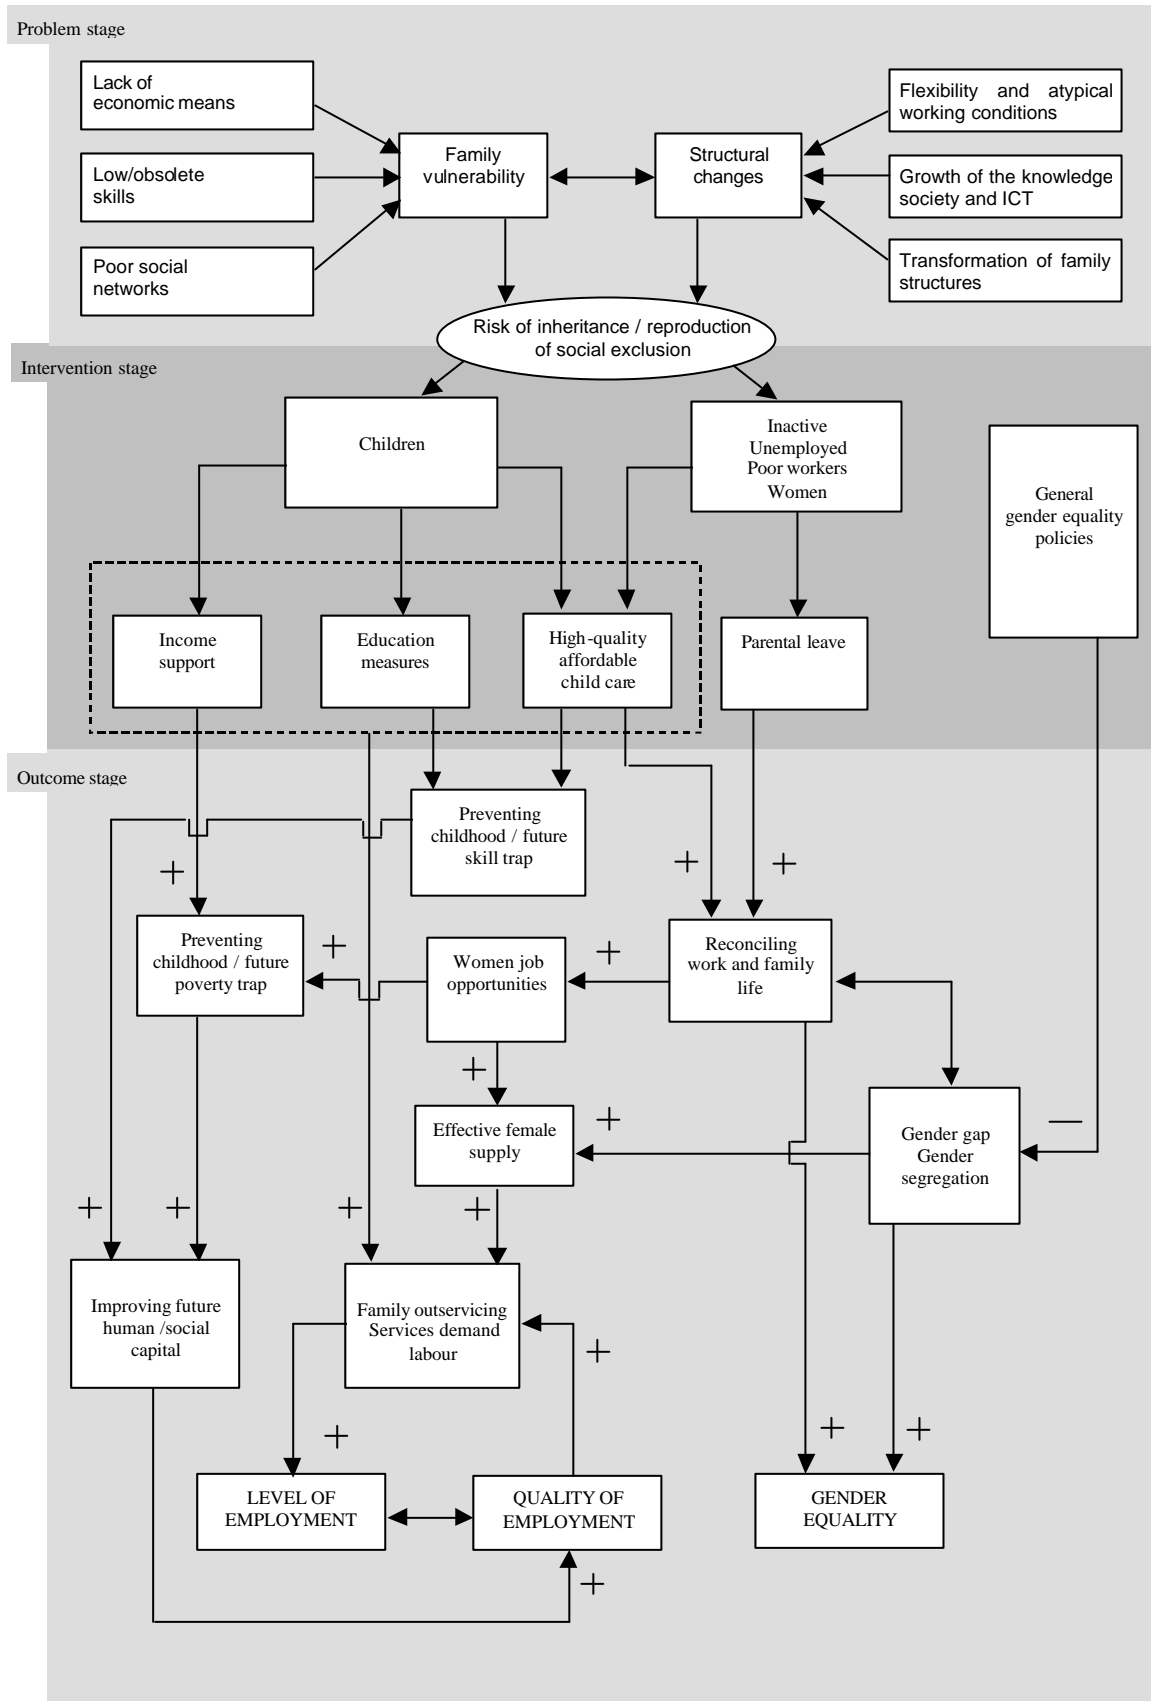 Problem stage
Lack of
economic means
Low/obsolete
skills
Poor social
networks
Family
vulnerability
Structural
changes
Flexibility and atypical
working conditions
Growth of the knowledge
society and ICT
Transformation of family
structures
Risk of inheritance / reproduction
of social exclusion
Intervention stage
Children
Inactive
Unemployed
Poor workers
Women
General
gender equality
policies
Income
support
Education
measures
High-quality
affordable
child care
Parental leave
Outcome stage
Preventing
childhood / future
skill trap
+
+
+
Preventing
childhood / future
poverty trap
+
Women job
opportunities
+
Reconciling
work and family
life
+
Effective female
supply
+
Gender gap
Gender
segregation
—
+
+
+
+
Improving future
human /social
capital
Family outservicing
Services demand
labour
+
+
+
+
LEVEL OF
EMPLOYMENT
QUALITY OF
EMPLOYMENT
GENDER
EQUALITY
+